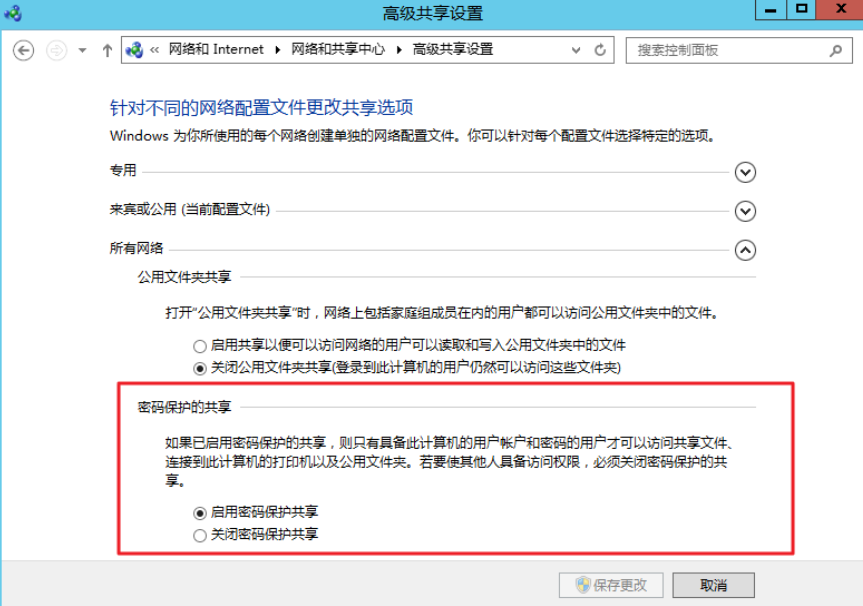 高级共享设置
« 网络和 Internet 网络和共享中心 高级共享设置
搜索控制面板
针对不同的网络配置文件更改共享选项
Windows 为你所使用的每个网络创建单独的网络配置文件。你可以针对每个配置文件选择特定的选项。
专用
来宾或公用 (当前配置文件)
所有网络
公用文件夹共享
打开"公用文件夹共享"时，网络上包括家庭组成员在内的用户都可以访问公用文件夹中的文件。
启用共享以便可以访问网络的用户可以读取和写入公用文件夹中的文件
关闭公用文件夹共享(登录到此计算机的用户仍然可以访问这些文件夹)
密码保护的共享
如果已启用密码保护的共享，则只有具备此计算机的用户帐户和密码的用户才可以访问共享文件、
连接到此计算机的打印机以及公用文件夹。若要使其他人具备访问权限，必须关闭密码保护的共
享。
启用密码保护共享
关闭密码保护共享
保存更改
取消